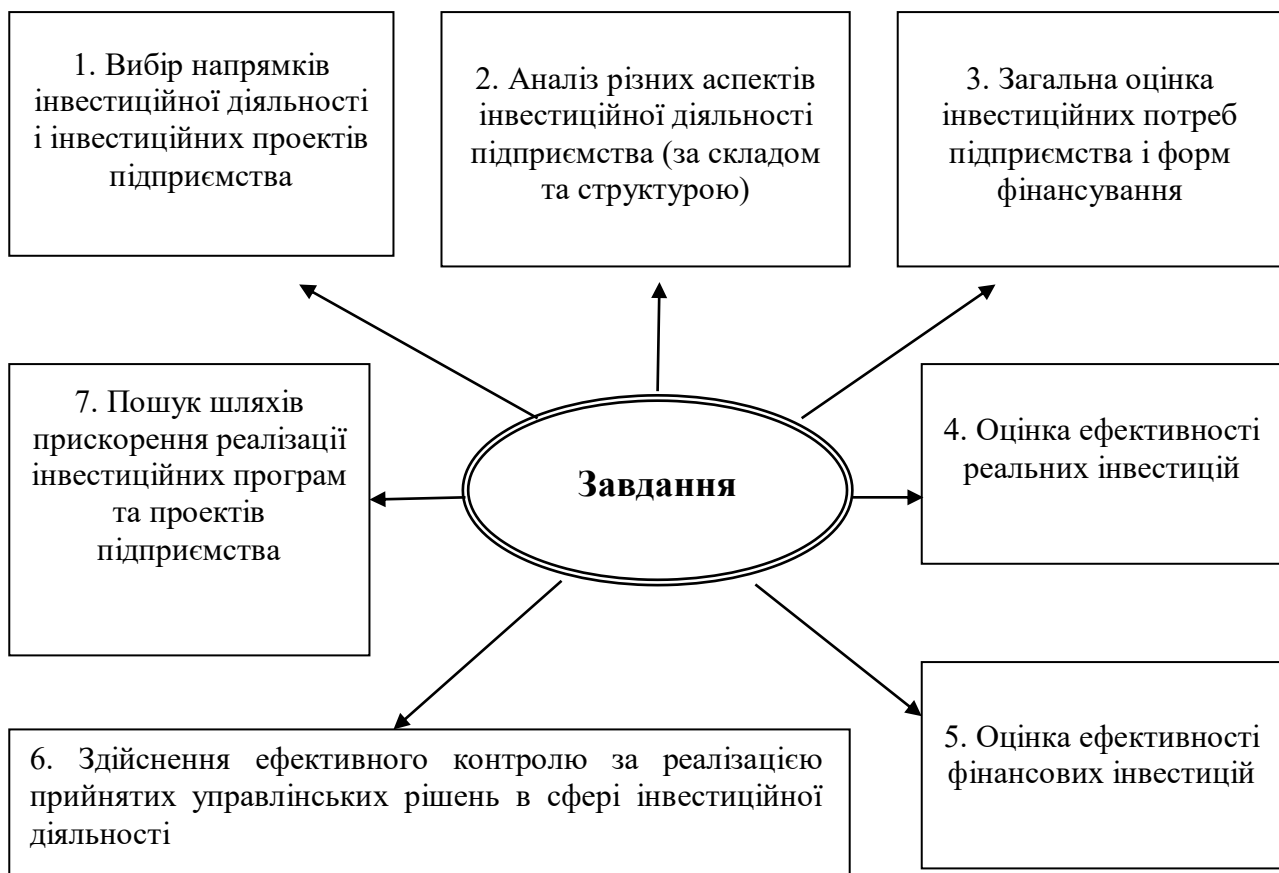 1. Вибір напрямків
інвестиційної діяльності
і інвестиційних проектів
підприємства
2. Аналіз різних аспектів
інвестиційної діяльності
підприємства (за складом
та структурою)
3. Загальна оцінка
інвестиційних потреб
підприємства і форм
фінансування
7. Пошук шляхів
прискорення реалізації
інвестиційних програм
та проектів
підприємства
Завдання
4. Оцінка ефективності
реальних інвестицій
5. Оцінка ефективності
фінансових інвестицій
6. Здійснення ефективного контролю за реалізацією
прийнятих управлінських рішень в сфері інвестиційної
діяльності